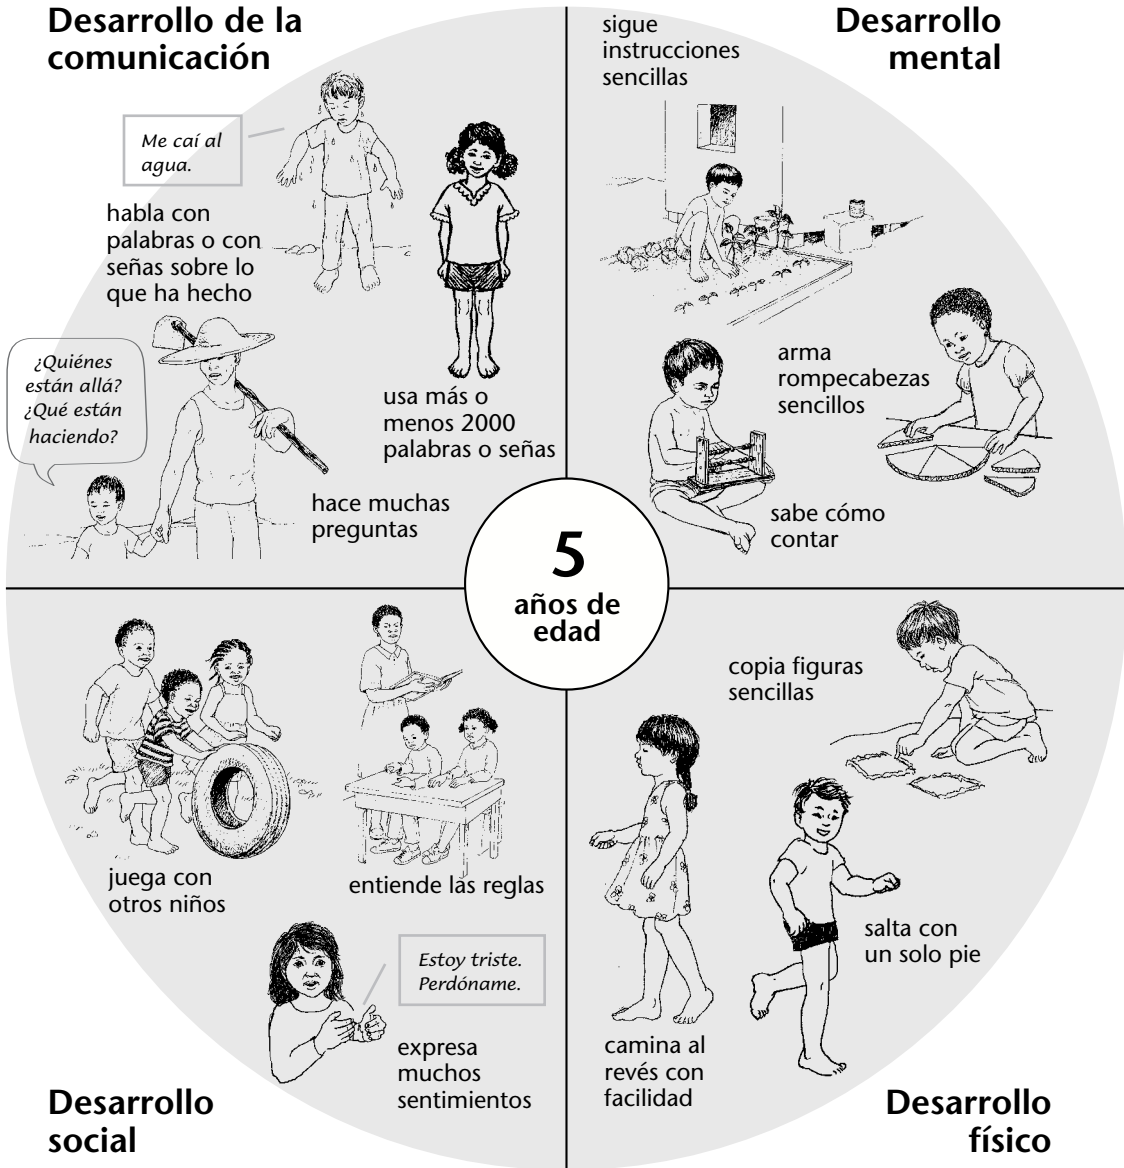 Desarrollo de la
comunicación
Me caí al
agua.
habla con
palabras o con
señas sobre lo
que ha hecho
¿Quiénes
están allá?
¿Qué están
haciendo?
usa más o
menos 2000
palabras o señas
hace muchas
preguntas
Desarrollo
mental
sigue
instrucciones
sencillas
arma
rompecabezas
sencillos
sabe cómo
contar
5
años de
edad
juega con
otros niños
entiende las reglas
Estoy triste.
Perdóname.
expresa
muchos
sentimientos
Desarrollo
social
copia figuras
sencillas
salta con
un solo pie
camina al
revés con
facilidad
Desarrollo
físico